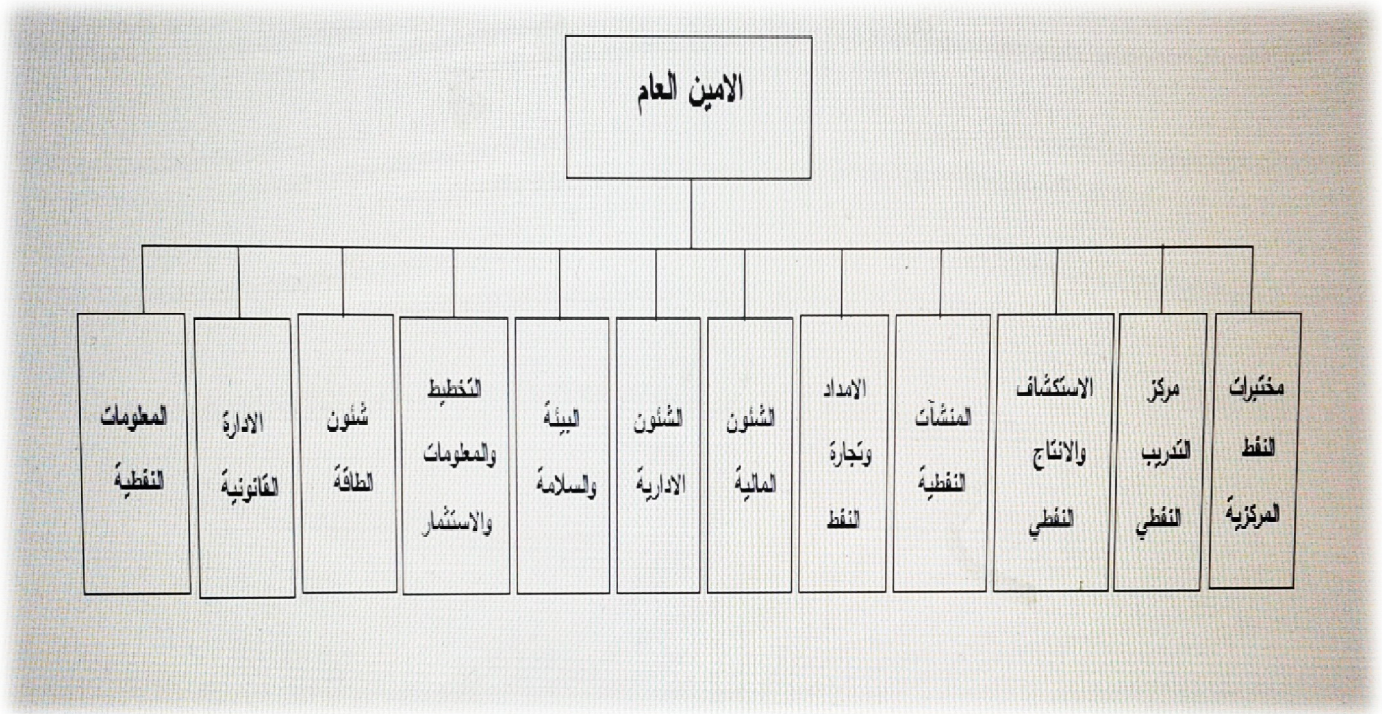 الامين العام
مختبرات
النفط
المركزية
مركز
التدريب
النفطي
الاستكشاف
والانتاج
النفطي
المنشآت
النفطية
الامداد
وتجارة
النفط
الشئون
المالية
الشئون
الادارية
البيئة
والسلامة
التخطيط
والمعلومات
والاستثمار
شئون
الطاقة
الادارة
القانونية
المعلومات
النفطية